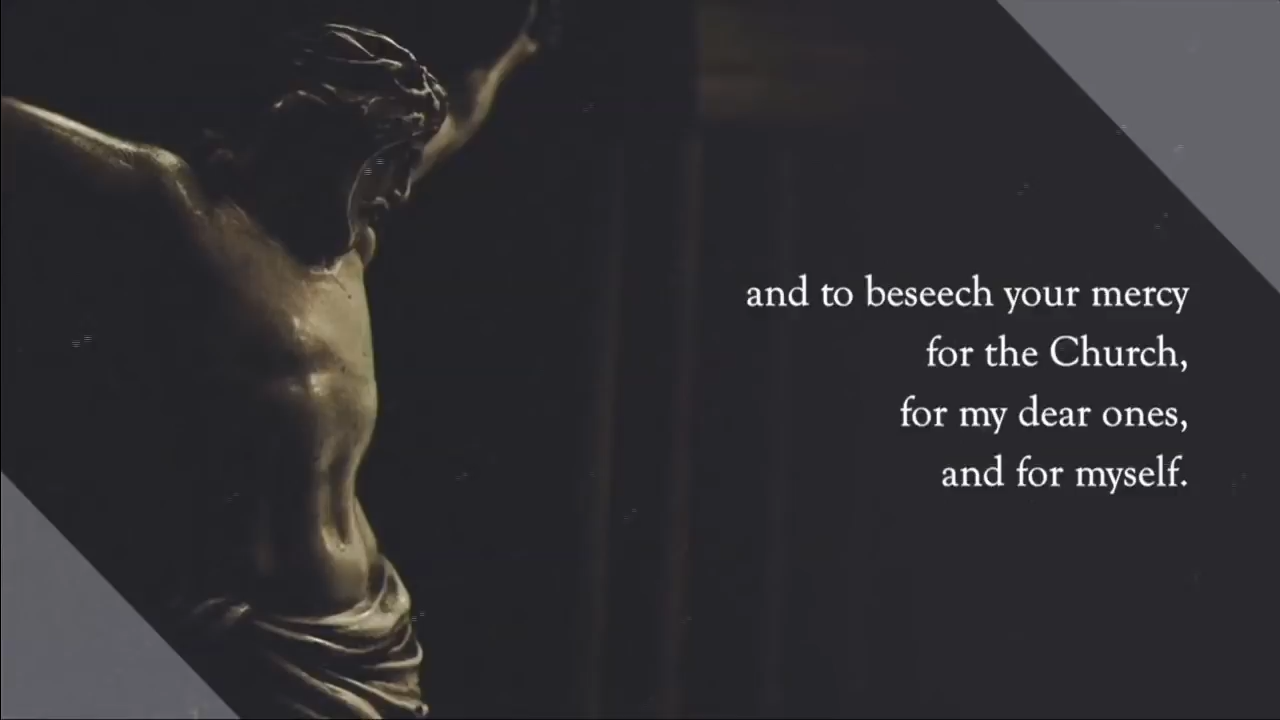 and to beseech your mercy
for the Church,
for my dear ones,
and for myself.